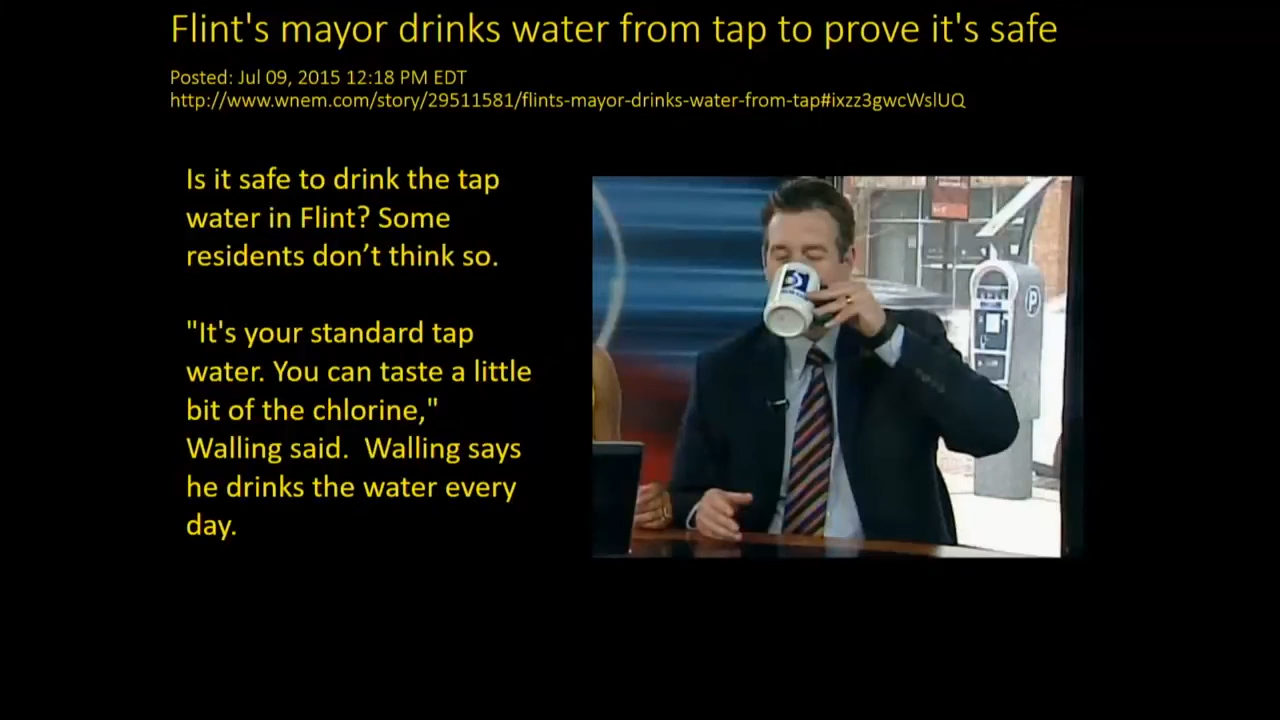 Flint's mayor drinks water from tap to prove it's safe
Posted: Jul 09, 2015 12:18 PM EDT
http://www.wnem.com/story/29511581/flints-mayor-drinks-water-from-tap#ixzz3gwcWslUQ
Is it safe to drink the tap
water in Flint? Some
residents don’t think so.
"It's your standard tap
water. You can taste a little
bit of the chlorine,"
Walling said.  Walling says
he drinks the water every
day.
P